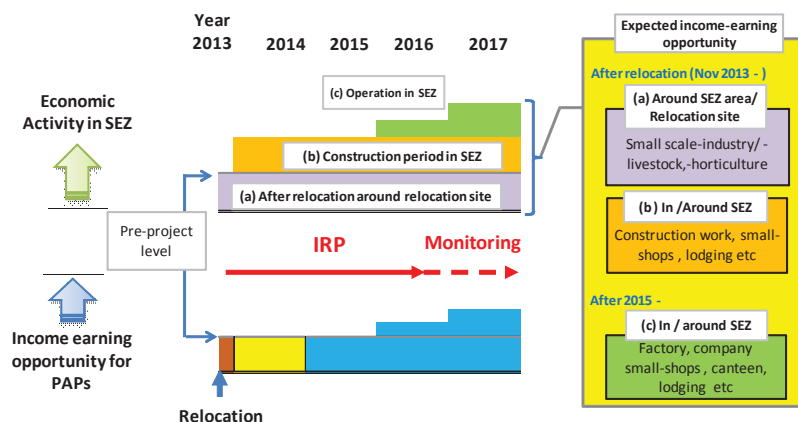 Year
2013 2014 2015 2016 2017
Economic
Activity in SEZ
Pre-project
level
Income earning
opportunity for
PAPs
(c) Operation in SEZ
(b) Construction period in SEZ
(a) After relocation around relocation site
IRP Monitoring
Relocation
Expected income-earning
opportunity
After relocation (Nov 2013 - )
(a) Around SEZ area/
Relocation site
Small scale-industry/ -
livestock,-horticulture
(b) In /Around SEZ
Construction work, small-
shops , lodging etc
After 2015 -
(c) In / around SEZ
Factory, company
small-shops , canteen,
lodging etc